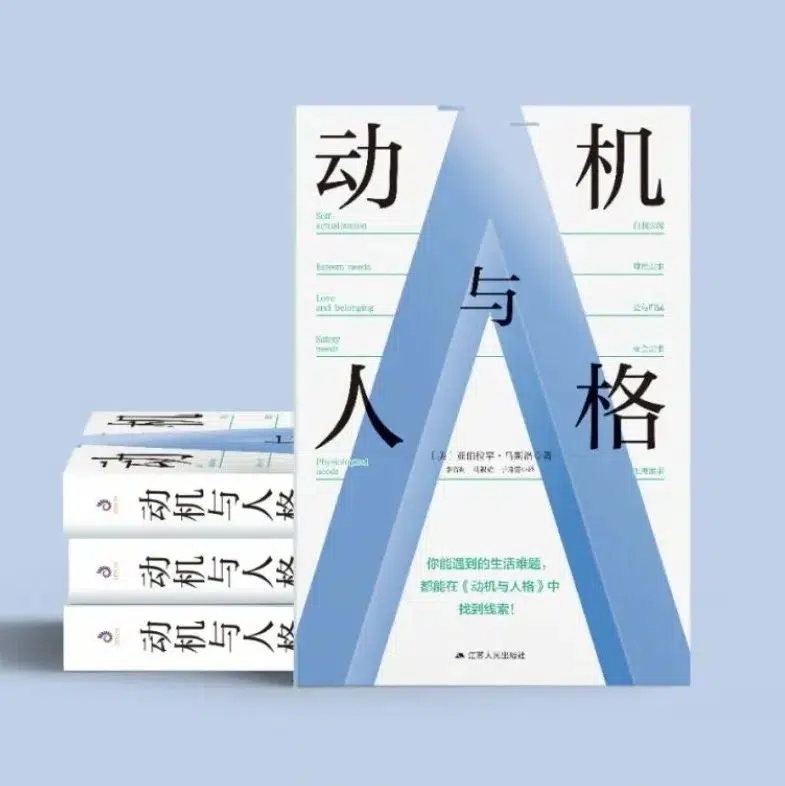 动 机
Self-actualization
自我实现
Esteem needs
尊重需求
与
Love
and belonging
爱与归属
Safety
needs
安全需求
人 格
Physiological
needs
生理需求
〔美〕亚伯拉罕·马斯洛◎著
你能遇到的生活难题，
都能在《动机与人格》中
找到线索！
江苏人民出版社
动机
动机与人格
动机与人格
动机与人格